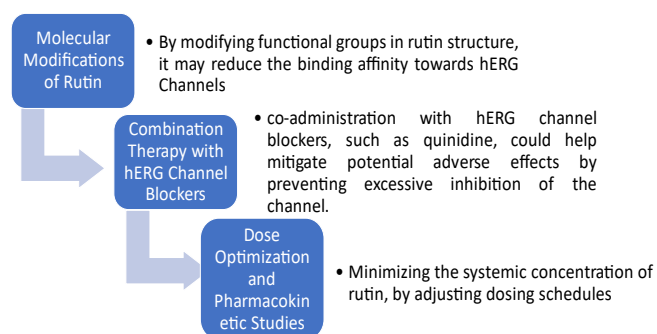 Molecular
Modifications
of Rutin
• By modifying functional groups in rutin structure,
it may reduce the binding affinity towards hERG
Channels
Combination
Therapy with
hERG Channel
Blockers
• co-administration with hERG channel
blockers, such as quinidine, could help
mitigate potential adverse effects by
preventing excessive inhibition of the
channel.
Dose
Optimization
and
Pharmacokin
etic Studies
• Minimizing the systemic concentration of
rutin, by adjusting dosing schedules